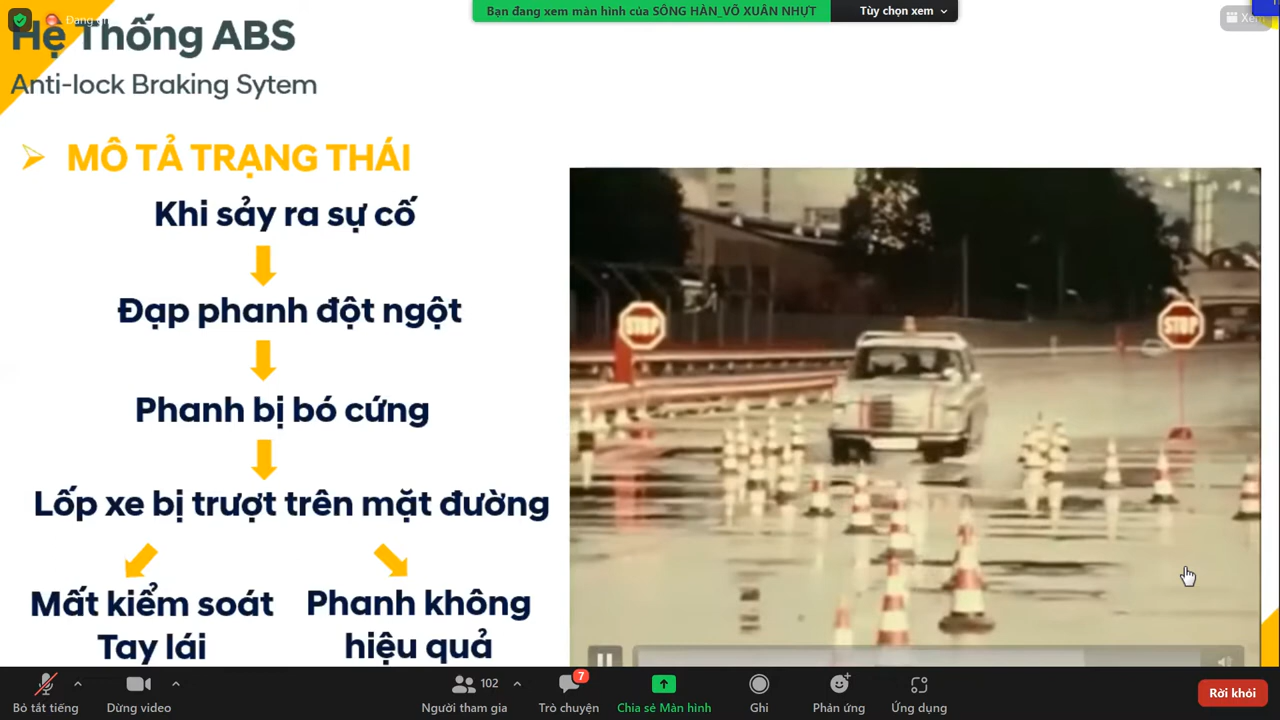 Bạn đang xem màn hình của SÔNG HÀN_VÕ XUÂN NHỰT
Tùy chọn xem
Hệ Thống ABS
Anti-lock Braking Sytem
MÔ TẢ TRẠNG THÁI
Khi sảy ra sự cố
Đạp phanh đột ngột
Phanh bị bó cứng
Lốp xe bị trượt trên mặt đường
Mất kiểm soát
Tay lái
Phanh không
hiệu quả
STOP
STOP
Bỏ tắt tiếng
Dừng video
102
Người tham gia
7
Trò chuyện
Chia sẻ Màn hình
Ghi
Phản ứng
Ứng dụng
Rời khỏi